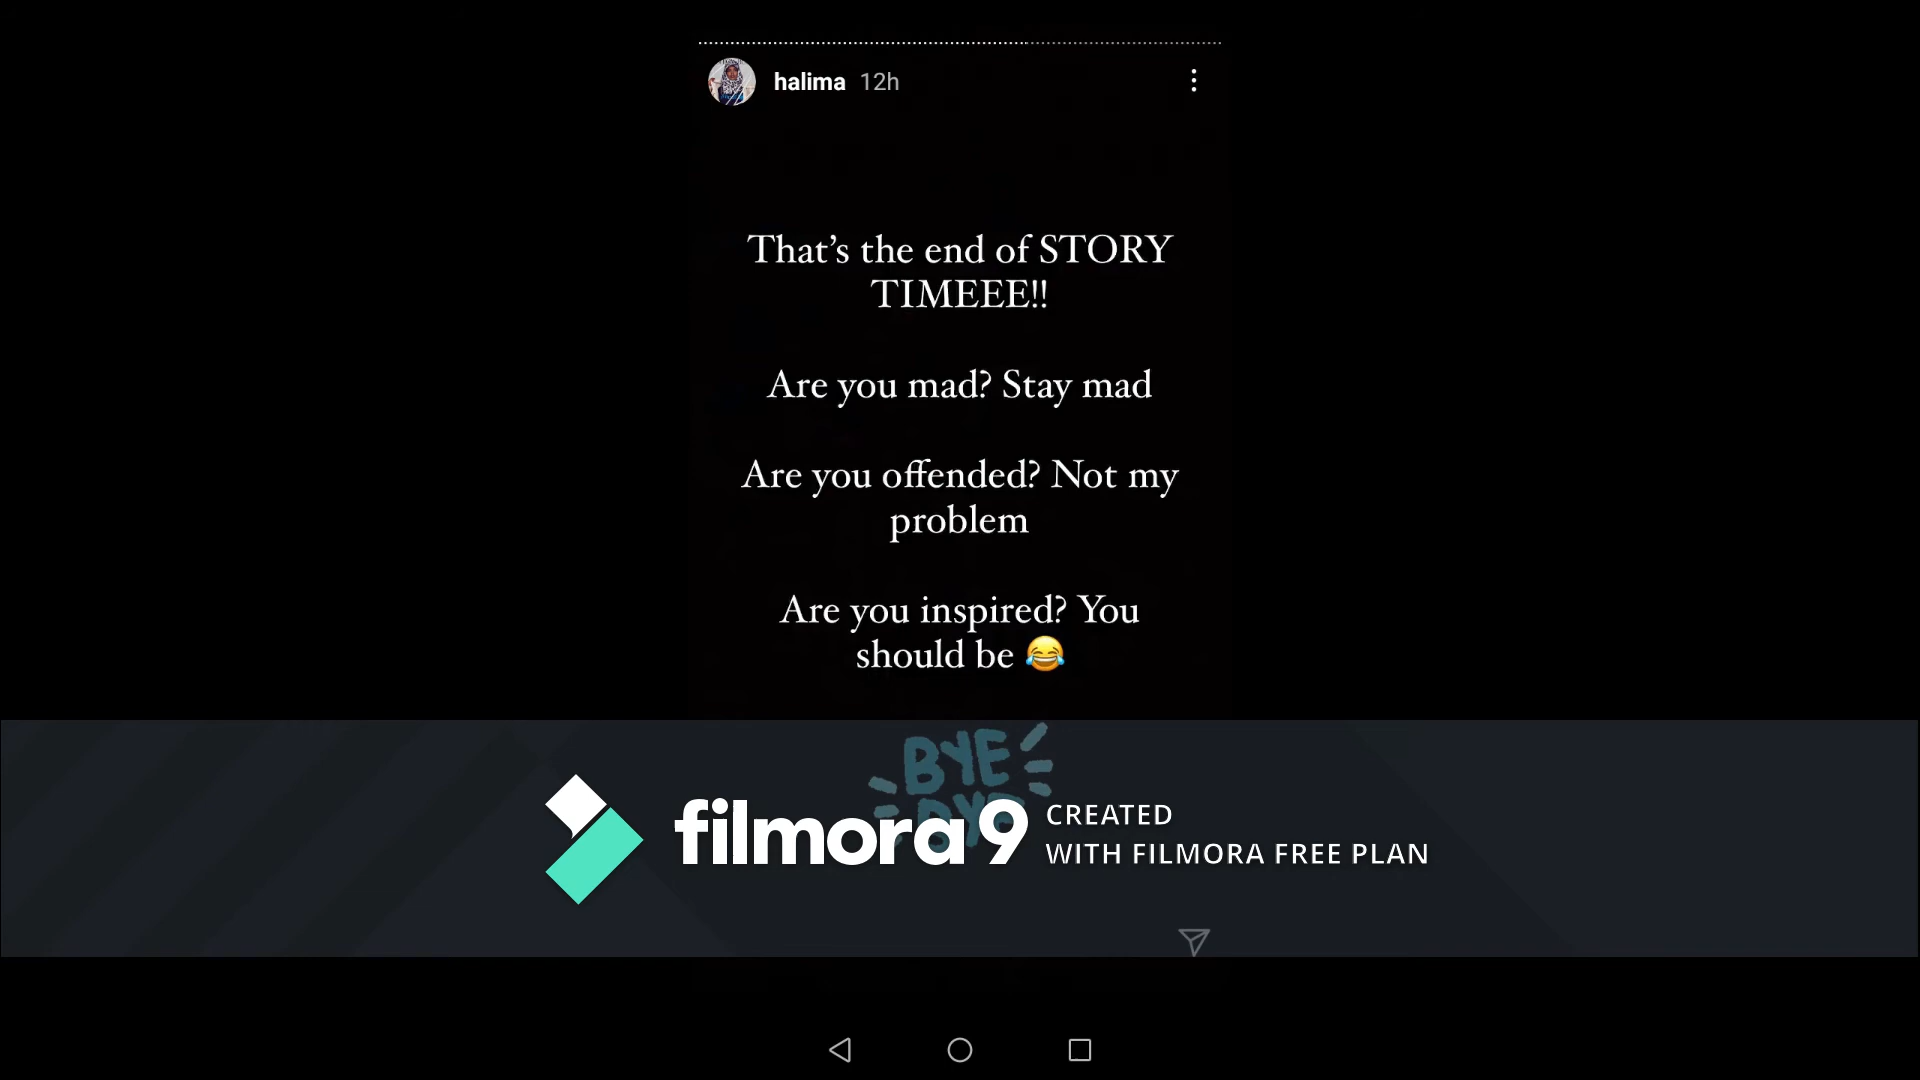 halima 12h
That’s the end of STORY
TIMEEE!!
Are you mad? Stay mad
Are you offended? Not my
problem
Are you inspired? You
should be 😂
BYE
BYE
filmora9 CREATED
WITH FILMORA FREE PLAN